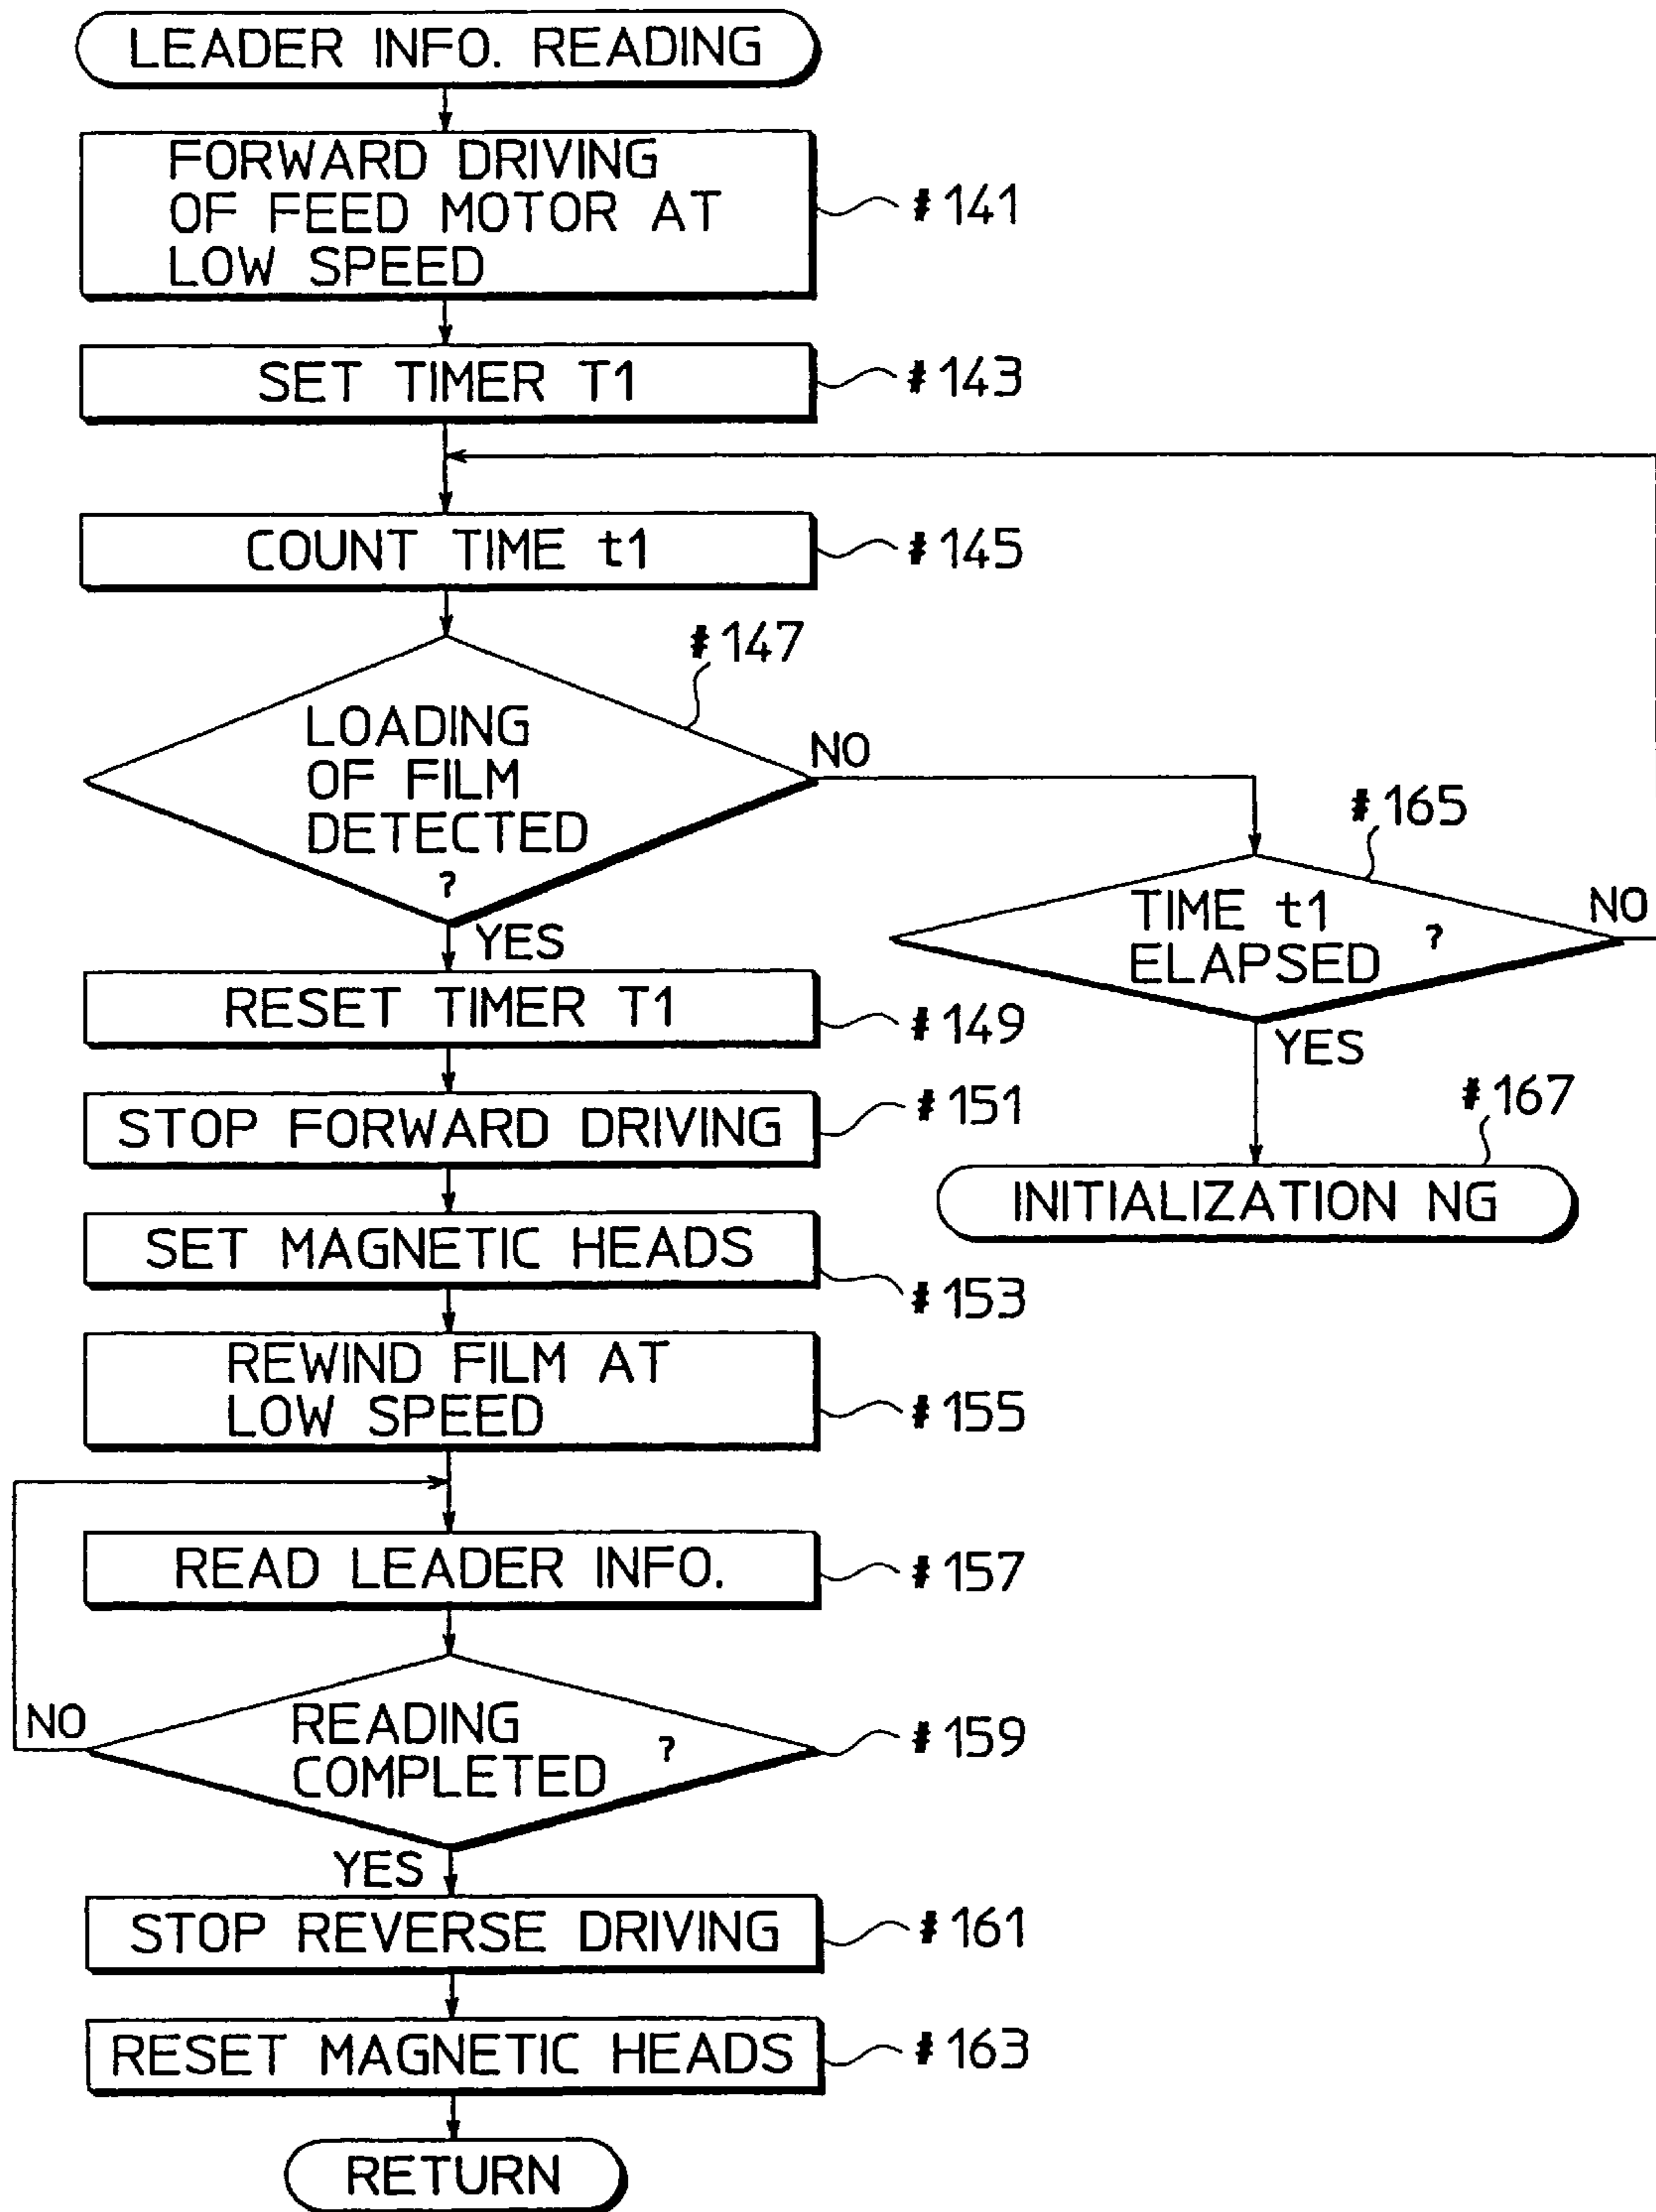 LEADER INFO. READING
FORWARD DRIVING
OF FEED MOTOR AT
LOW SPEED
#141
SET TIMER T1
#143
COUNT TIME t1
#145
#147
LOADING
OF FILM
DETECTED
?
NO
YES
#165
TIME t1
ELAPSED
?
NO
YES
#167
INITIALIZATION NG
RESET TIMER T1
#149
STOP FORWARD DRIVING
#151
SET MAGNETIC HEADS
#153
REWIND FILM AT
LOW SPEED
#155
READ LEADER INFO.
#157
READING
COMPLETED
?
#159
NO
YES
STOP REVERSE DRIVING
#161
RESET MAGNETIC HEADS
#163
RETURN